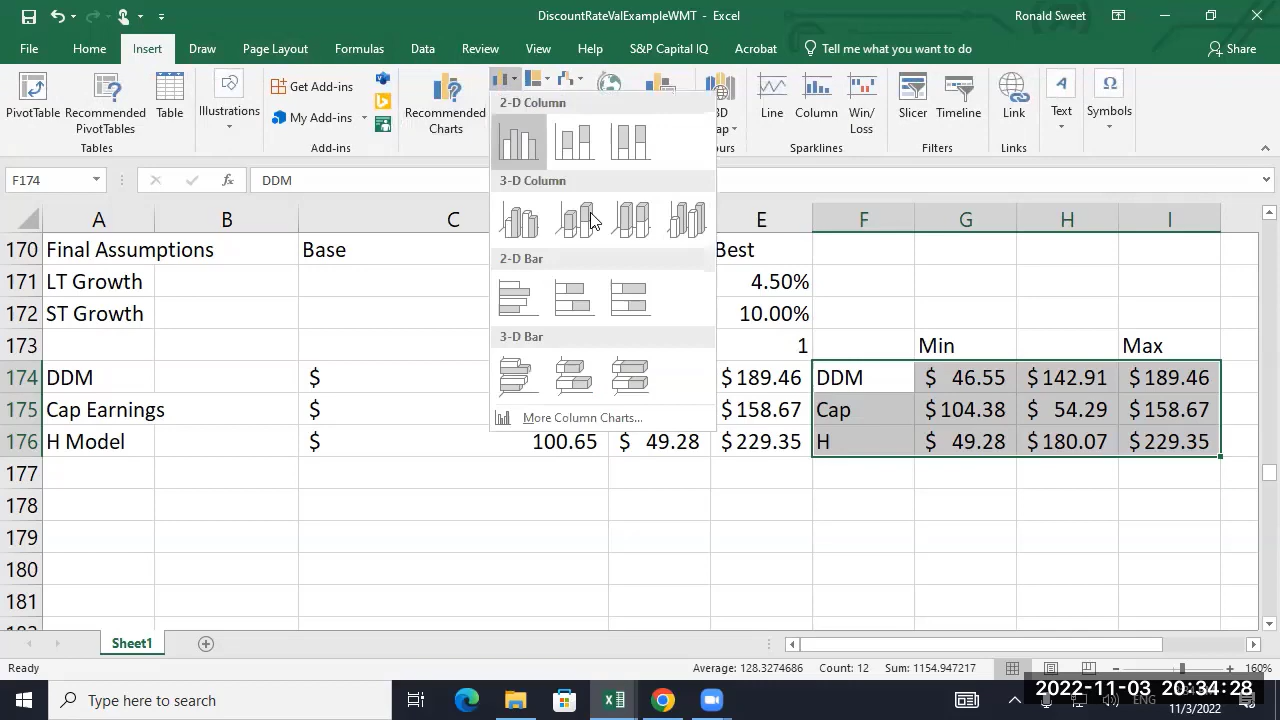 DiscountRateValExampleWMT - Excel
Ronald Sweet
File Home Insert Draw Page Layout Formulas Data Review View Help S&P Capital IQ Acrobat Tell me what you want to do Share
PivotTable
Recommended
PivotTables
Table
Tables
Illustrations
Get Add-ins
My Add-ins
Add-ins
Recommended
Charts
Line
Column
Win/
Loss
Sparklines
Slicer
Timeline
Filters
Link
Links
Text
Symbols
F174
fx
DDM
2-D Column
3-D Column
2-D Bar
3-D Bar
More Column Charts...
A B C E F G H I
170 Final Assumptions Base Best
171 LT Growth 4.50%
172 ST Growth 10.00%
173 1 Min Max
174 DDM $ $189.46 DDM $ 46.55 $142.91 $189.46
175 Cap Earnings $ $158.67 Cap $104.38 $ 54.29 $158.67
176 H Model $ 100.65 $ 49.28 $229.35 H $ 49.28 $180.07 $229.35
177
178
179
180
181
Sheet1
Ready
Average: 128.3274686 Count: 12 Sum: 1154.947217
160%
Type here to search
2022-11-03 20:34:28
ENG
11/3/2022